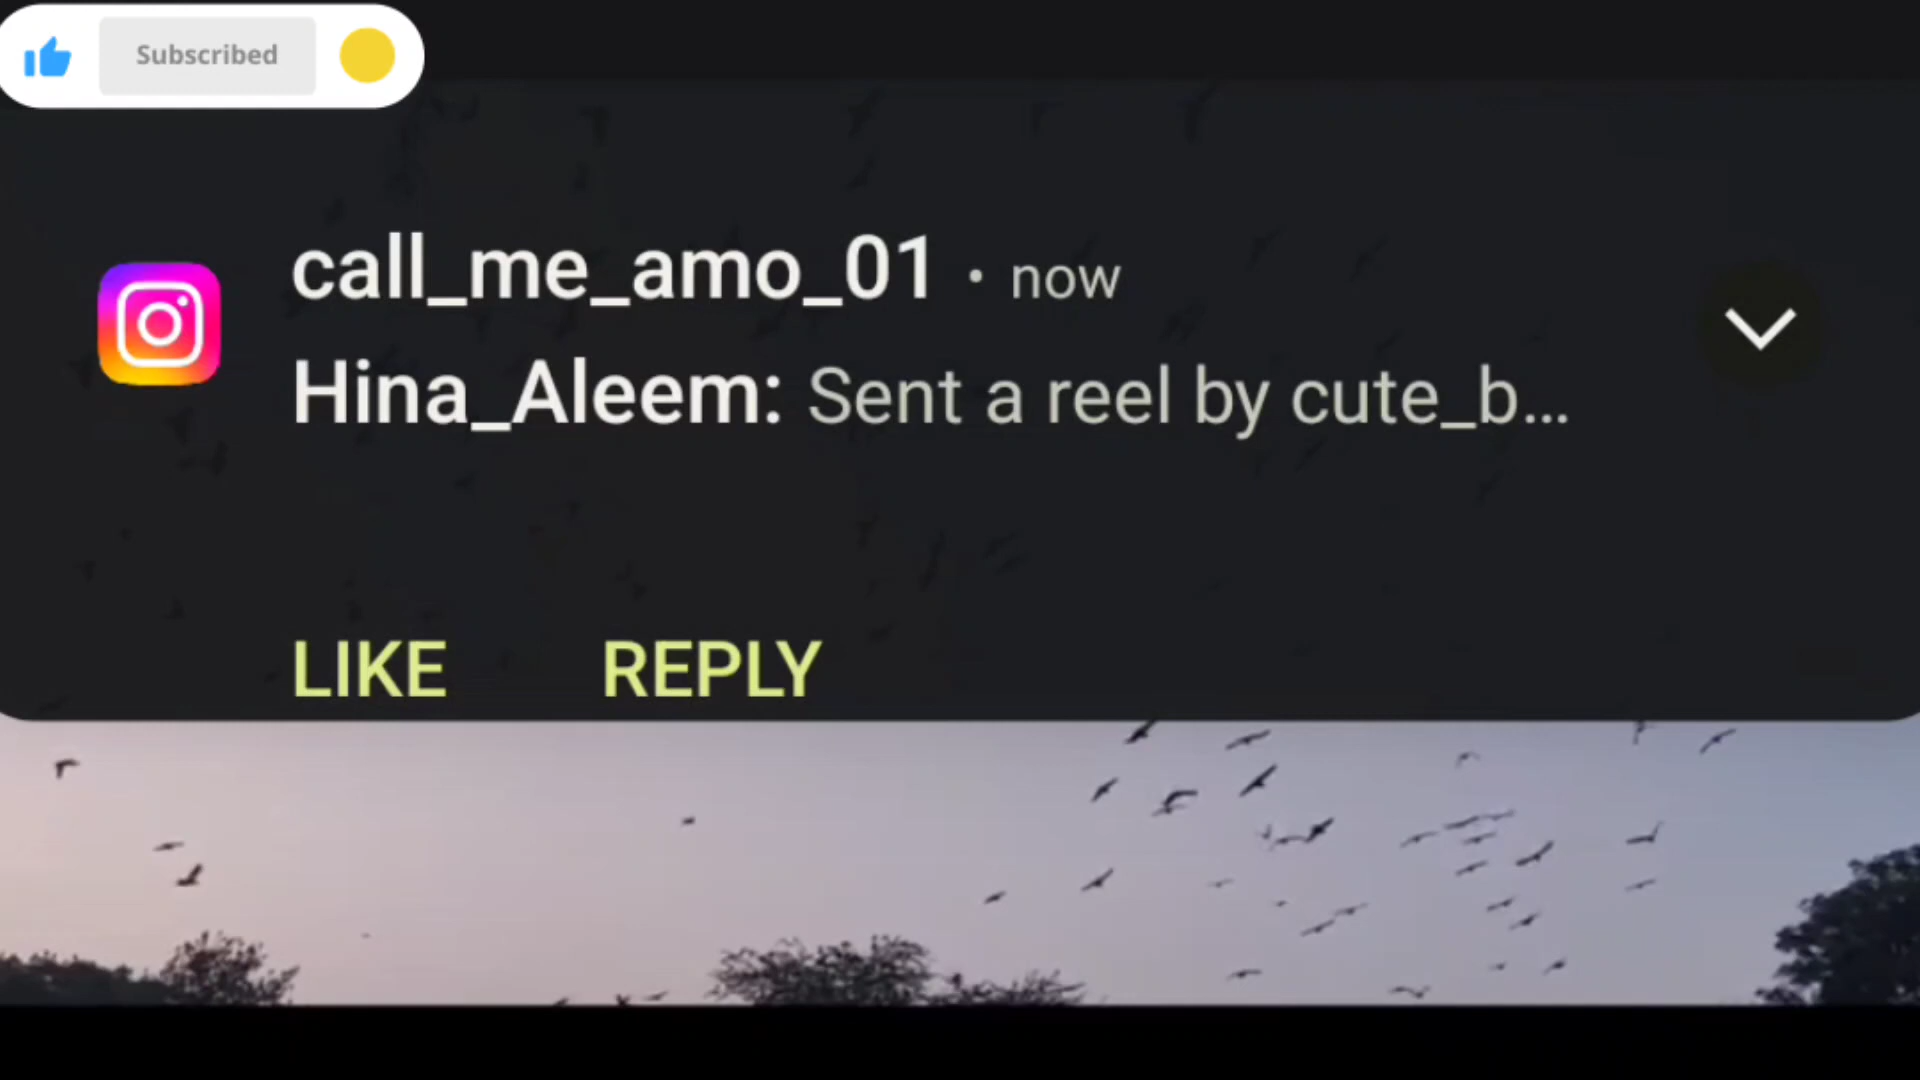 Subscribed
call_me_amo_01 • now
Hina_Aleem: Sent a reel by cute_b...
LIKE REPLY